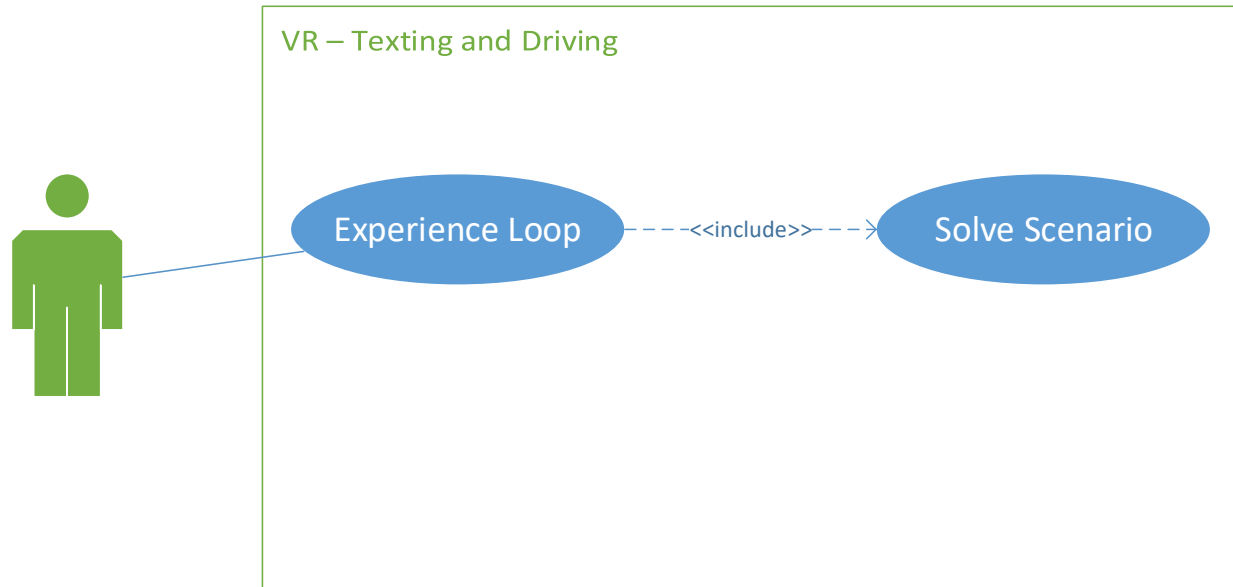 VR – Texting and Driving
Experience Loop
<<include>>
Solve Scenario